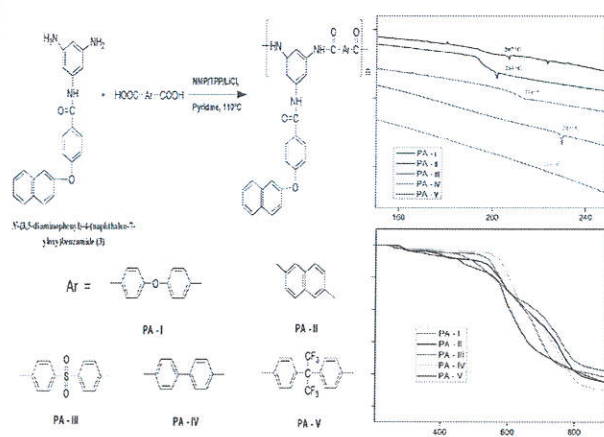 H₂N NH₂
NH
O=C
O
N-(3,5-diaminophenyl)-4-(naphthalen-7-
yloxy)benzamide (3)
+ HOOC-Ar-COOH
NMP/TPP/LiCl
Pyridine, 110°C
HN NH-C-Ar-C
O O
n
NH
O=C
O
PA - I
PA - II
PA - III
PA - IV
PA - V
150 200 250
Ar =
O
PA - I
PA - II
O
S
O
PA - III
PA - IV
CF₃
C
CF₃
PA - V
PA - I
PA - II
PA - III
PA - IV
PA - V
400 600 800